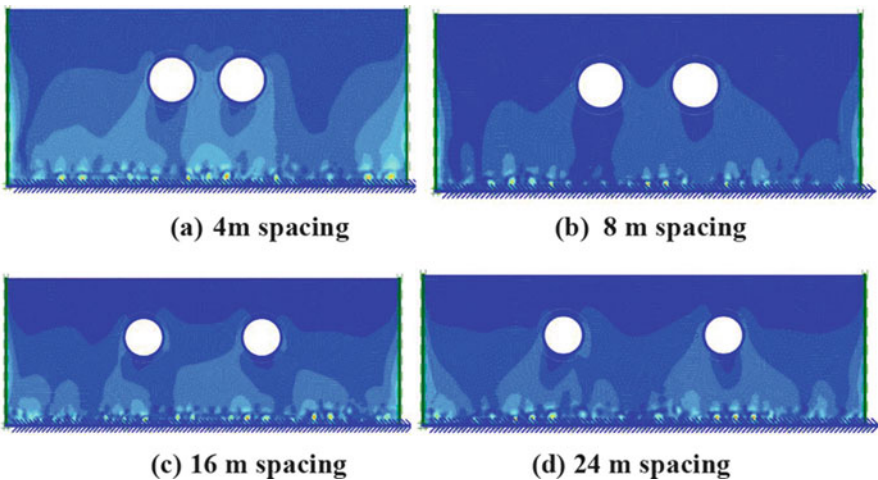 (a) 4m spacing
(b) 8 m spacing
(c) 16 m spacing
(d) 24 m spacing